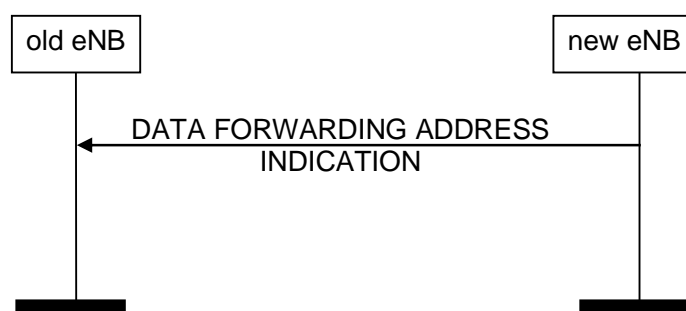 old eNB
new eNB
DATA FORWARDING ADDRESS
INDICATION